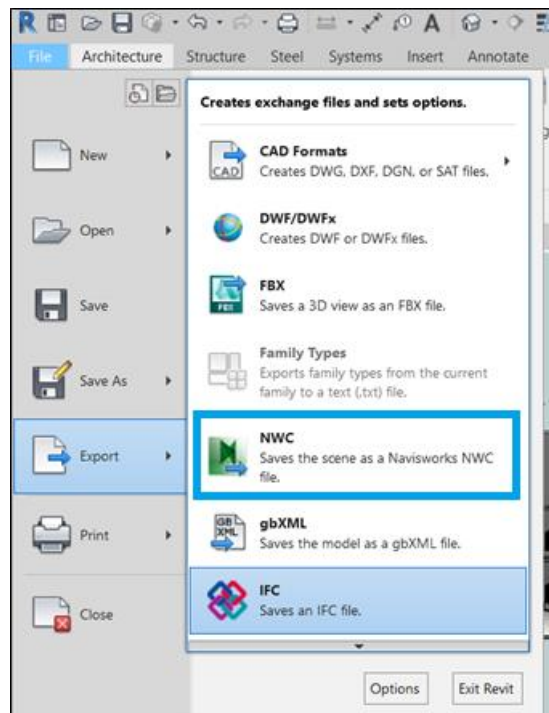 File Architecture Structure Steel Systems Insert Annotate
Creates exchange files and sets options.
New
Open
Save
Save As
Export
Print
Close
CAD
CAD Formats
Creates DWG, DXF, DGN, or SAT files.
DWF/DWFx
Creates DWF or DWFx files.
FBX
FBX
Saves a 3D view as an FBX file.
Family Types
Exports family types from the current
family to a text (.txt) file.
NWC
Saves the scene as a Navisworks NWC
file.
GB
XML
gbXML
Saves the model as a gbXML file.
IFC
Saves an IFC file.
Options Exit Revit